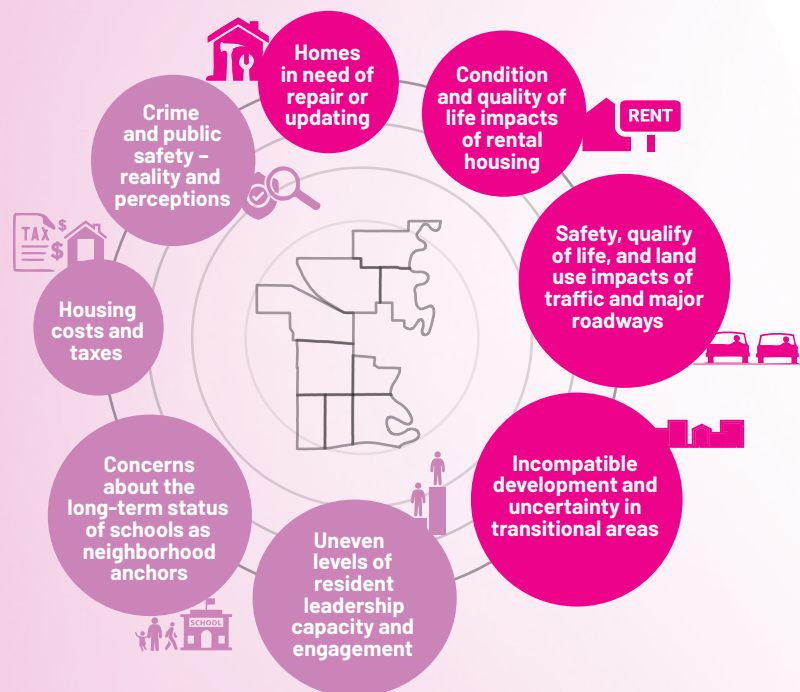 Homes
in need of
repair or
updating
Condition
and quality of
life impacts
of rental
housing
RENT
Safety, qualify
of life, and land
use impacts of
traffic and major
roadways
Incompatible
development and
uncertainty in
transitional areas
Uneven
levels of
resident
leadership
capacity and
engagement
Concerns
about the
long-term status
of schools as
neighborhood
anchors
SCHOOL
Housing
costs and
taxes
TAX
$
$
Crime
and public
safety –
reality and
perceptions